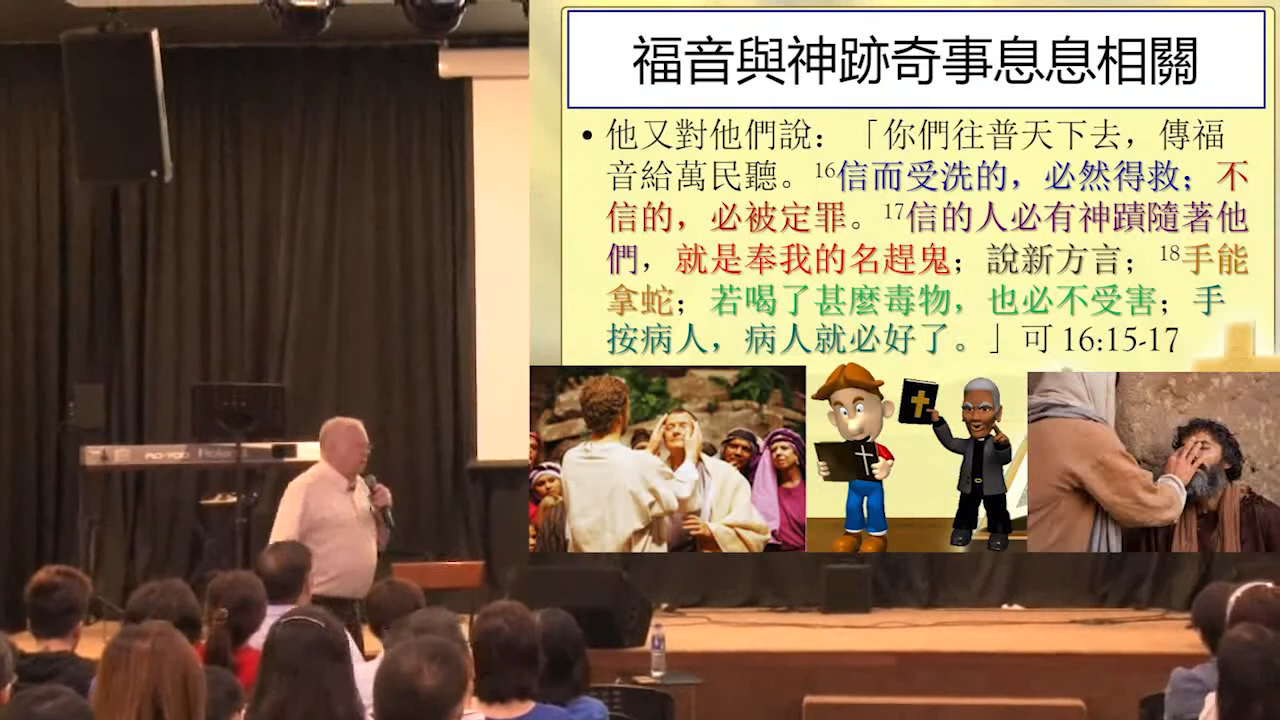 福音與神跡奇事息息相關
• 他又對他們說：「你們往普天下去，傳福
音給萬民聽。16信而受洗的，必然得救；不
信的，必被定罪。17信的人必有神蹟隨著他
們，就是奉我的名趕鬼；說新方言；18手能
拿蛇；若喝了甚麼毒物，也必不受害；手
按病人，病人就必好了。」可 16:15-17
Roland